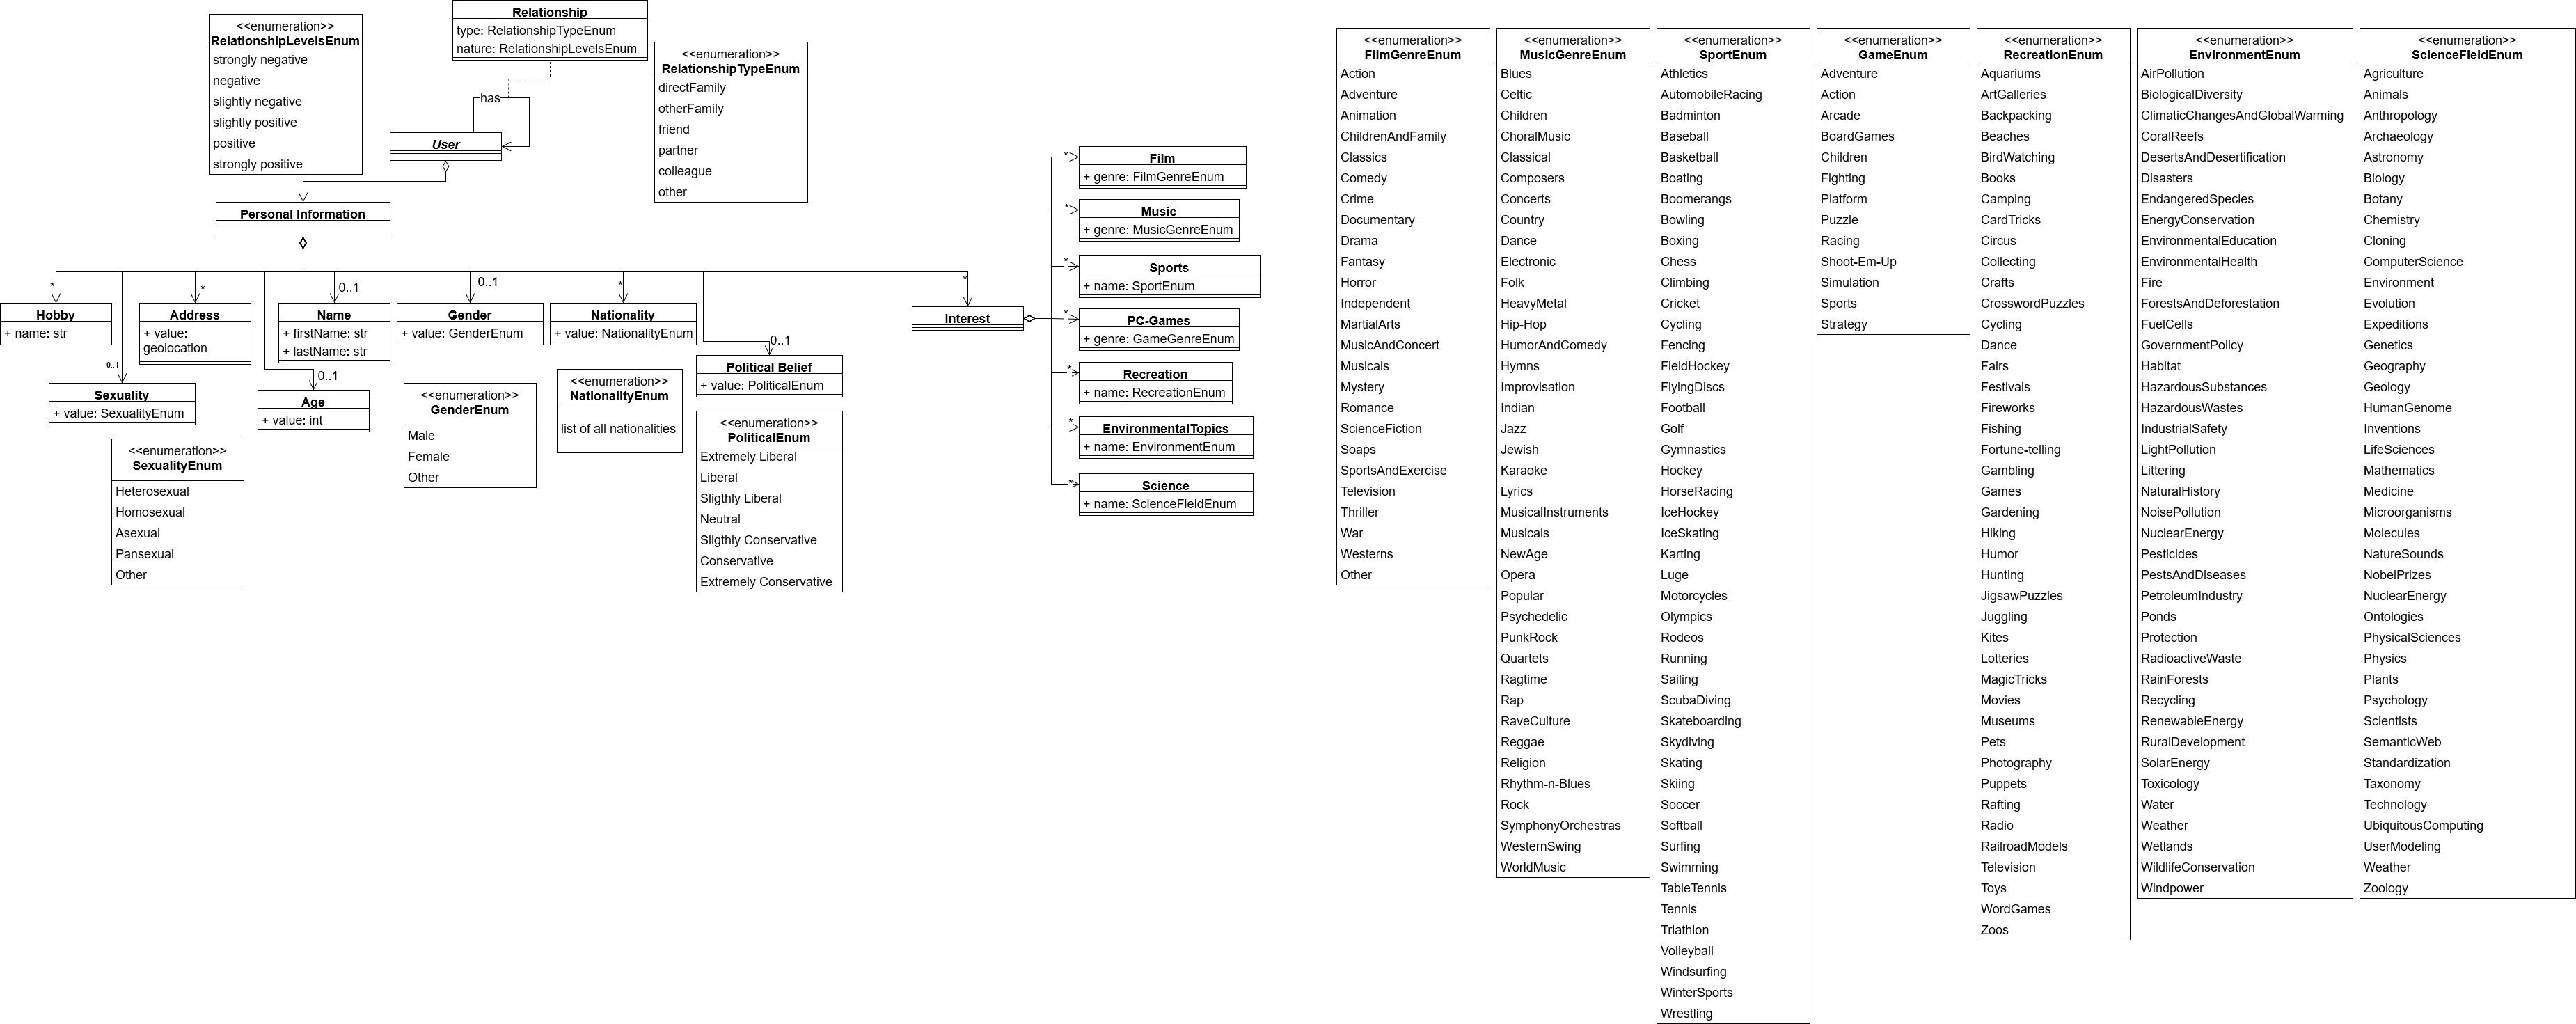 <<enumeration>>
RelationshipLevelsEnum
strongly negative
negative
slightly negative
slightly positive
positive
strongly positive
Relationship
type: RelationshipTypeEnum
nature: RelationshipLevelsEnum
<<enumeration>>
RelationshipTypeEnum
directFamily
otherFamily
friend
partner
colleague
other
has
User
Personal Information
*
Hobby
+ name: str
0..1
Sexuality
+ value: SexualityEnum
*
Address
+ value:
geolocation
0..1
Name
+ firstName: str
+ lastName: str
0..1
Age
+ value: int
0..1
Gender
+ value: GenderEnum
*
Nationality
+ value: NationalityEnum
0..1
Political Belief
+ value: PoliticalEnum
*
Interest
<<enumeration>>
SexualityEnum
Heterosexual
Homosexual
Asexual
Pansexual
Other
<<enumeration>>
GenderEnum
Male
Female
Other
<<enumeration>>
NationalityEnum
list of all nationalities
<<enumeration>>
PoliticalEnum
Extremely Liberal
Liberal
Sligthly Liberal
Neutral
Sligthly Conservative
Conservative
Extremely Conservative
*
Film
+ genre: FilmGenreEnum
*
Music
+ genre: MusicGenreEnum
*
Sports
+ name: SportEnum
*
PC-Games
+ genre: GameGenreEnum
*
Recreation
+ name: RecreationEnum
*
EnvironmentalTopics
+ name: EnvironmentEnum
*
Science
+ name: ScienceFieldEnum
<<enumeration>>
FilmGenreEnum
Action
Adventure
Animation
ChildrenAndFamily
Classics
Comedy
Crime
Documentary
Drama
Fantasy
Horror
Independent
MartialArts
MusicAndConcert
Musicals
Mystery
Romance
ScienceFiction
Soaps
SportsAndExercise
Television
Thriller
War
Westerns
Other
<<enumeration>>
MusicGenreEnum
Blues
Celtic
Children
ChoralMusic
Classical
Composers
Concerts
Country
Dance
Electronic
Folk
HeavyMetal
Hip-Hop
HumorAndComedy
Hymns
Improvisation
Indian
Jazz
Jewish
Karaoke
Lyrics
MusicalInstruments
Musicals
NewAge
Opera
Popular
Psychedelic
PunkRock
Quartets
Ragtime
Rap
RaveCulture
Reggae
Religion
Rhythm-n-Blues
Rock
SymphonyOrchestras
WesternSwing
WorldMusic
<<enumeration>>
SportEnum
Athletics
AutomobileRacing
Badminton
Baseball
Basketball
Boating
Boomerangs
Bowling
Boxing
Chess
Climbing
Cricket
Cycling
Fencing
FieldHockey
FlyingDiscs
Football
Golf
Gymnastics
Hockey
HorseRacing
IceHockey
IceSkating
Karting
Luge
Motorcycles
Olympics
Rodeos
Running
Sailing
ScubaDiving
Skateboarding
Skydiving
Skating
Skiing
Soccer
Softball
Surfing
Swimming
TableTennis
Tennis
Triathlon
Volleyball
Windsurfing
WinterSports
Wrestling
<<enumeration>>
GameEnum
Adventure
Action
Arcade
BoardGames
Children
Fighting
Platform
Puzzle
Racing
Shoot-Em-Up
Simulation
Sports
Strategy
<<enumeration>>
RecreationEnum
Aquariums
ArtGalleries
Backpacking
Beaches
BirdWatching
Books
Camping
CardTricks
Circus
Collecting
Crafts
CrosswordPuzzles
Cycling
Dance
Fairs
Festivals
Fireworks
Fishing
Fortune-telling
Gambling
Games
Gardening
Hiking
Humor
Hunting
JigsawPuzzles
Juggling
Kites
Lotteries
MagicTricks
Movies
Museums
Pets
Photography
Puppets
Rafting
Radio
RailroadModels
Television
Toys
WordGames
Zoos
<<enumeration>>
EnvironmentEnum
AirPollution
BiologicalDiversity
ClimaticChangesAndGlobalWarming
CoralReefs
DesertsAndDesertification
Disasters
EndangeredSpecies
EnergyConservation
EnvironmentalEducation
EnvironmentalHealth
Fire
ForestsAndDeforestation
FuelCells
GovernmentPolicy
Habitat
HazardousSubstances
HazardousWastes
IndustrialSafety
LightPollution
Littering
NaturalHistory
NoisePollution
NuclearEnergy
Pesticides
PestsAndDiseases
PetroleumIndustry
Ponds
Protection
RadioactiveWaste
RainForests
Recycling
RenewableEnergy
RuralDevelopment
SolarEnergy
Toxicology
Water
Weather
Wetlands
WildlifeConservation
Windpower
<<enumeration>>
ScienceFieldEnum
Agriculture
Animals
Anthropology
Archaeology
Astronomy
Biology
Botany
Chemistry
Cloning
ComputerScience
Environment
Evolution
Expeditions
Genetics
Geography
Geology
HumanGenome
Inventions
LifeSciences
Mathematics
Medicine
Microorganisms
Molecules
NatureSounds
NobelPrizes
NuclearEnergy
Ontologies
PhysicalSciences
Physics
Plants
Psychology
Scientists
SemanticWeb
Standardization
Taxonomy
Technology
UbiquitousComputing
UserModeling
Weather
Zoology